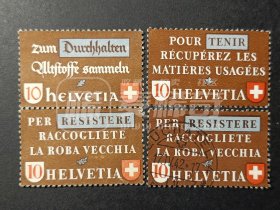 zum Durchhalten
Altstoffe sammeln
10 HELVETIA
POUR TENIR
RÉCUPÉREZ LES
MATIÈRES USAGÉES
10 HELVETIA
PER RESISTERE
RACCOGLIETE
LA ROBA VECCHIA
10 HELVETIA
PER RESISTERE
RACCOGLIETE
LA ROBA VECCHIA
10 HELVETIA